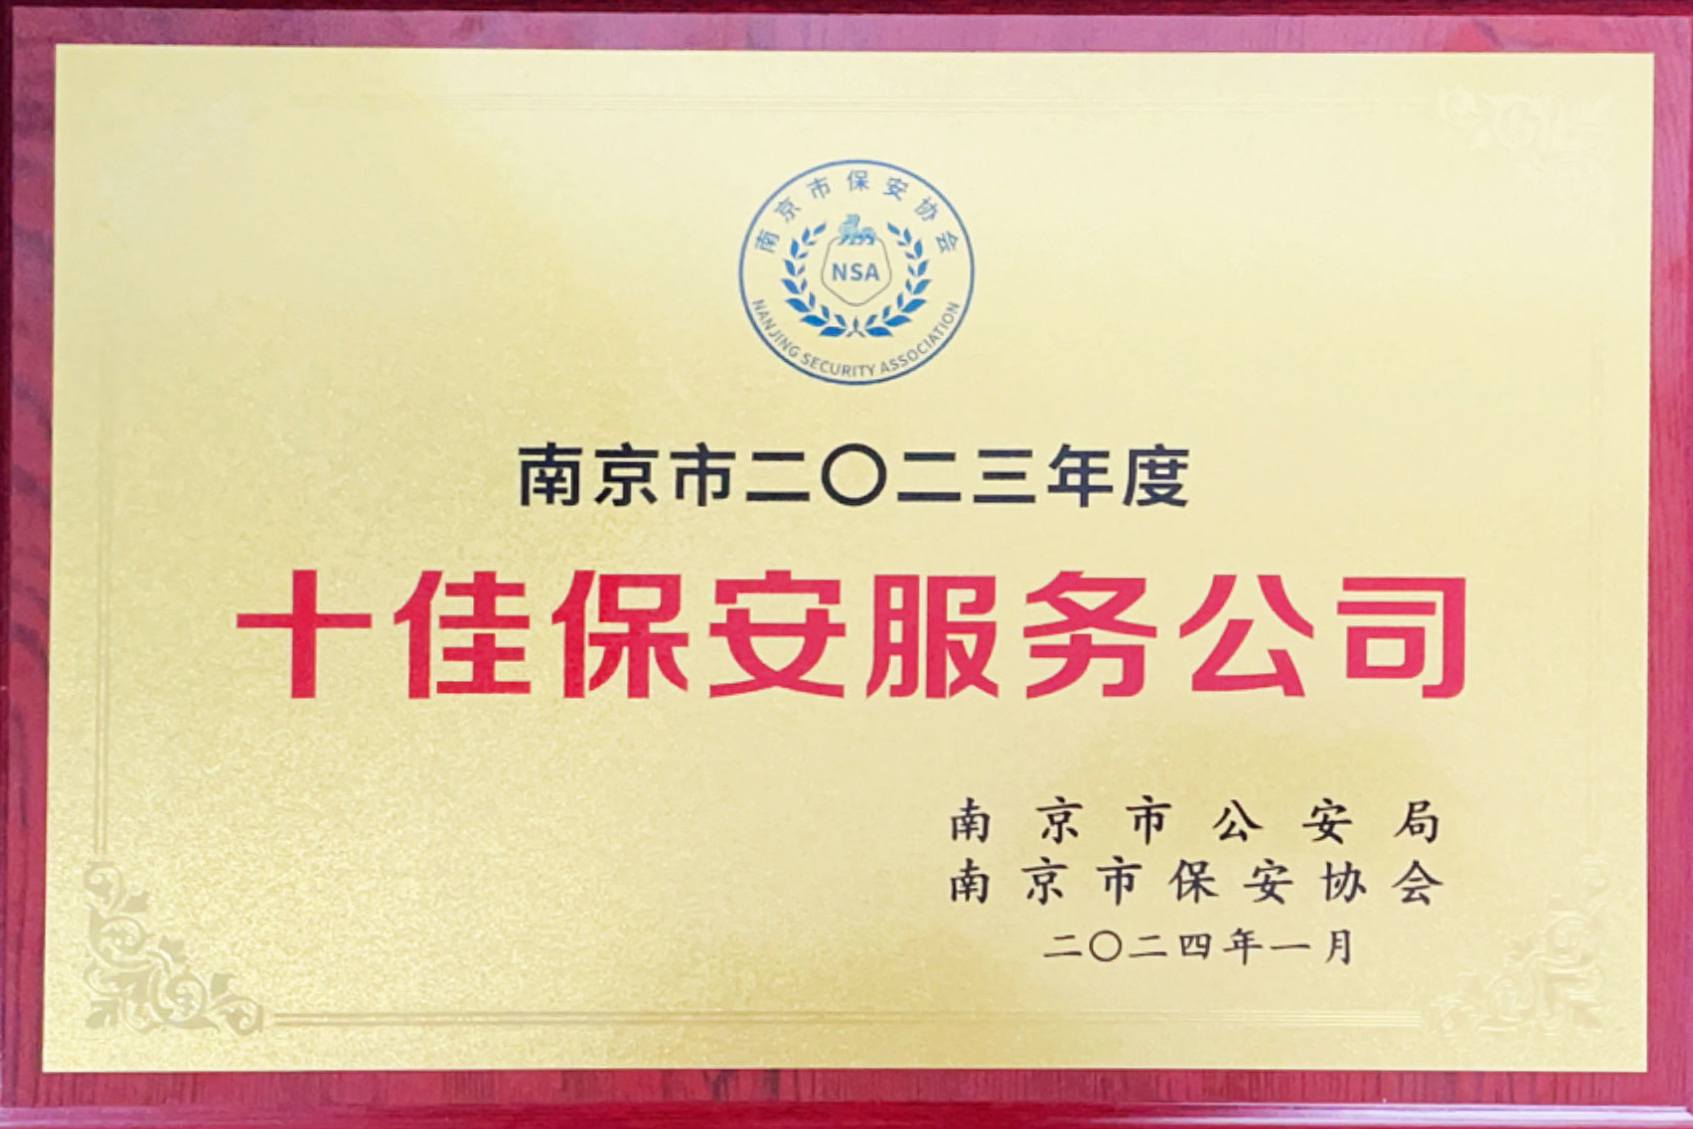 南京市保安协会
NSA
NANJING SECURITY ASSOCIATION
南京市二〇二三年度
十佳保安服务公司
南京市公安局
南京市保安协会
二〇二四年一月